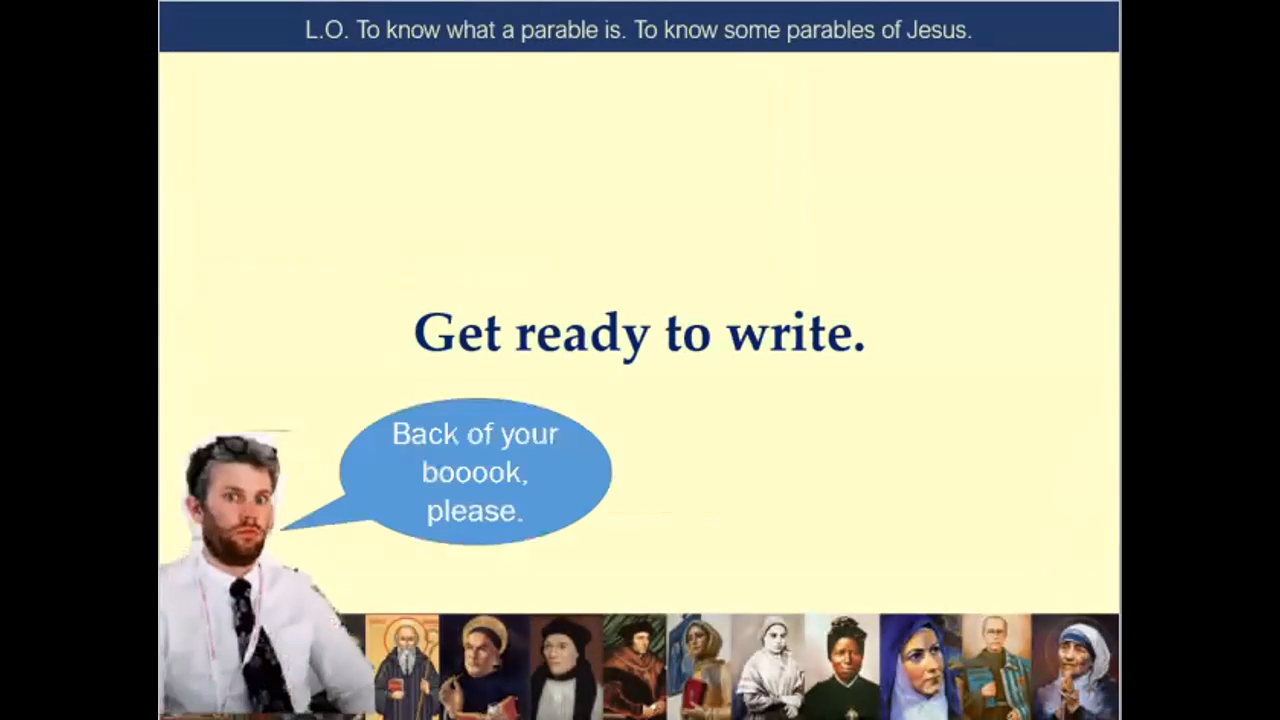 L.O. To know what a parable is. To know some parables of Jesus.
Get ready to write.
Back of your
booook,
please.